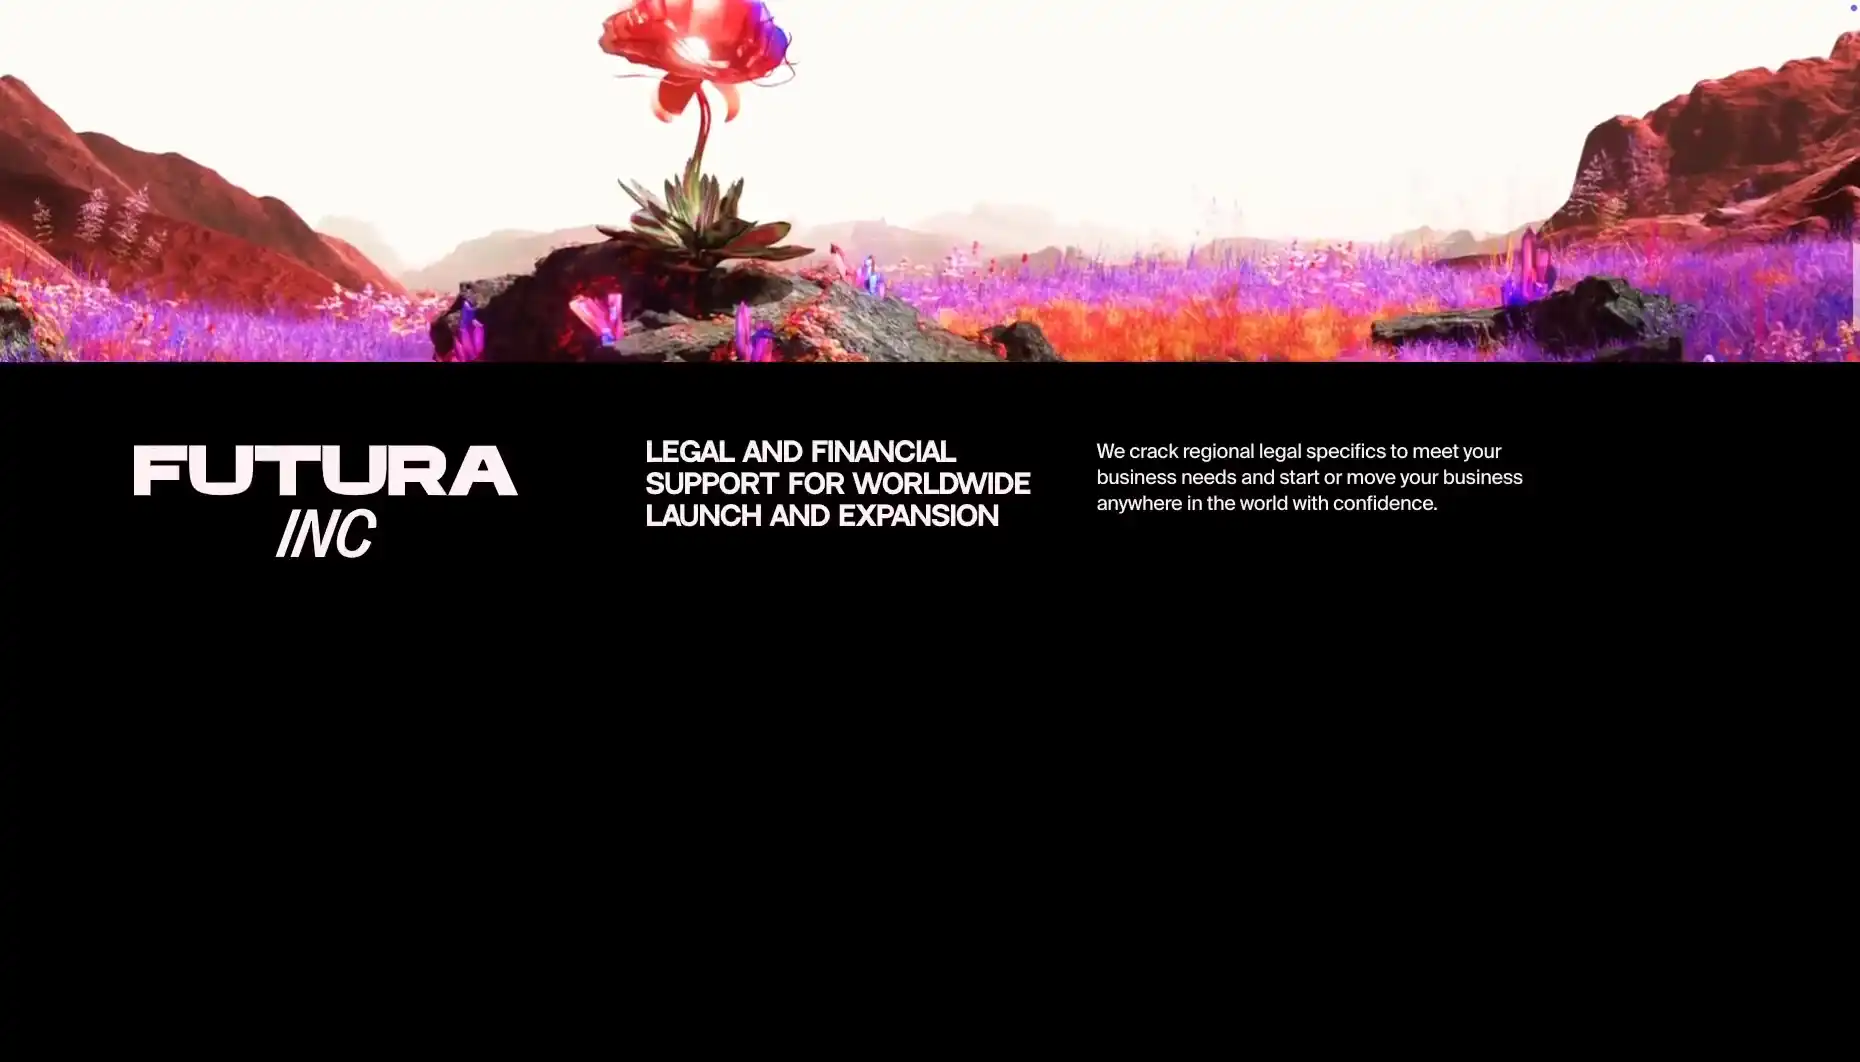 FUTURA
INC
LEGAL AND FINANCIAL
SUPPORT FOR WORLDWIDE
LAUNCH AND EXPANSION
We crack regional legal specifics to meet your
business needs and start or move your business
anywhere in the world with confidence.